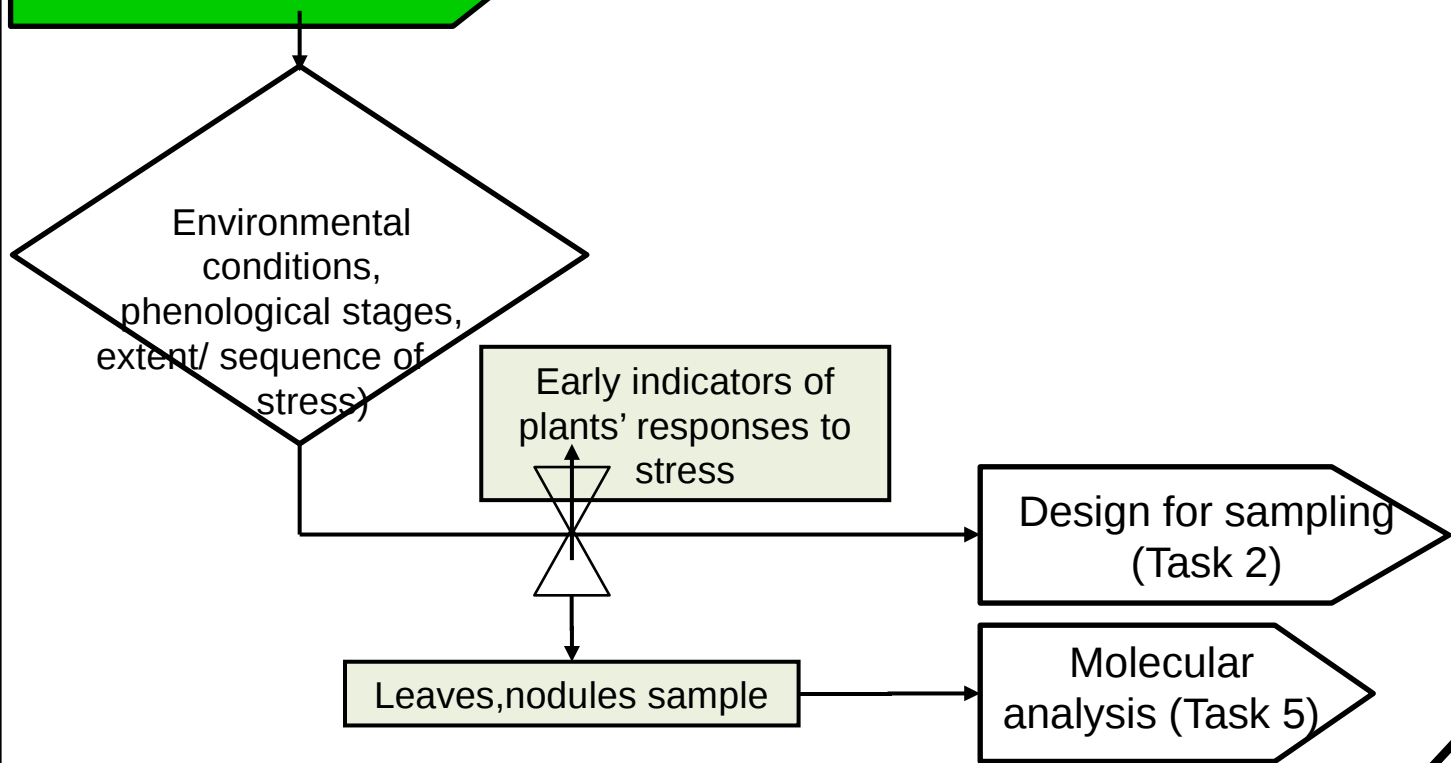 Environmental
conditions,
phenological stages,
extent/ sequence of
stress)
Early indicators of
plants’ responses to
stress
Design for sampling
(Task 2)
Leaves,nodules sample
Molecular
analysis (Task 5)